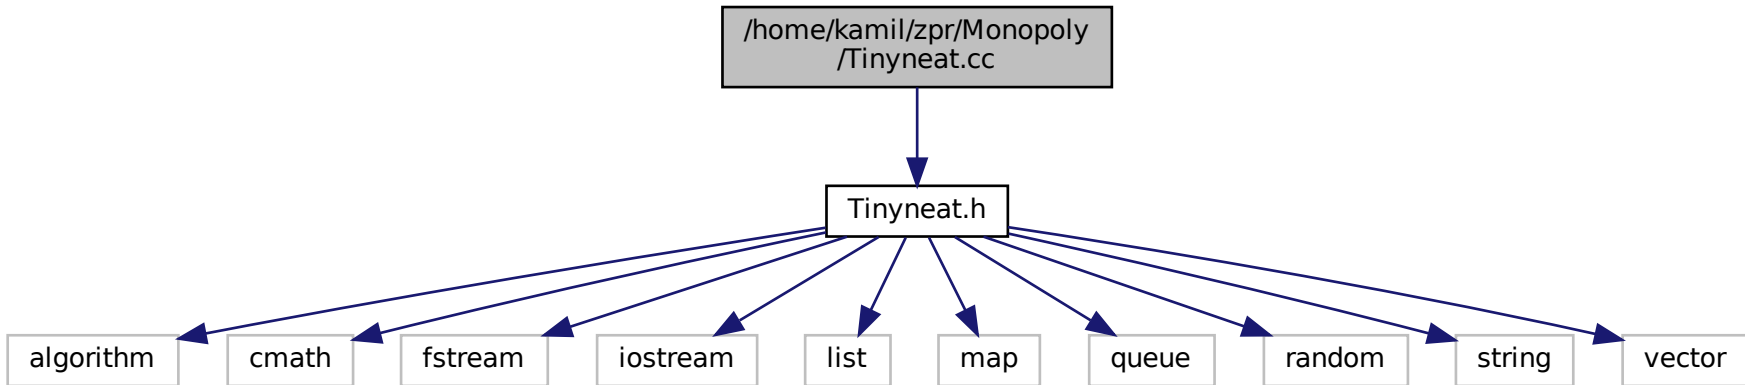 /home/kamil/zpr/Monopoly
/Tinyneat.cc
Tinyneat.h
algorithm
cmath
fstream
iostream
list
map
queue
random
string
vector